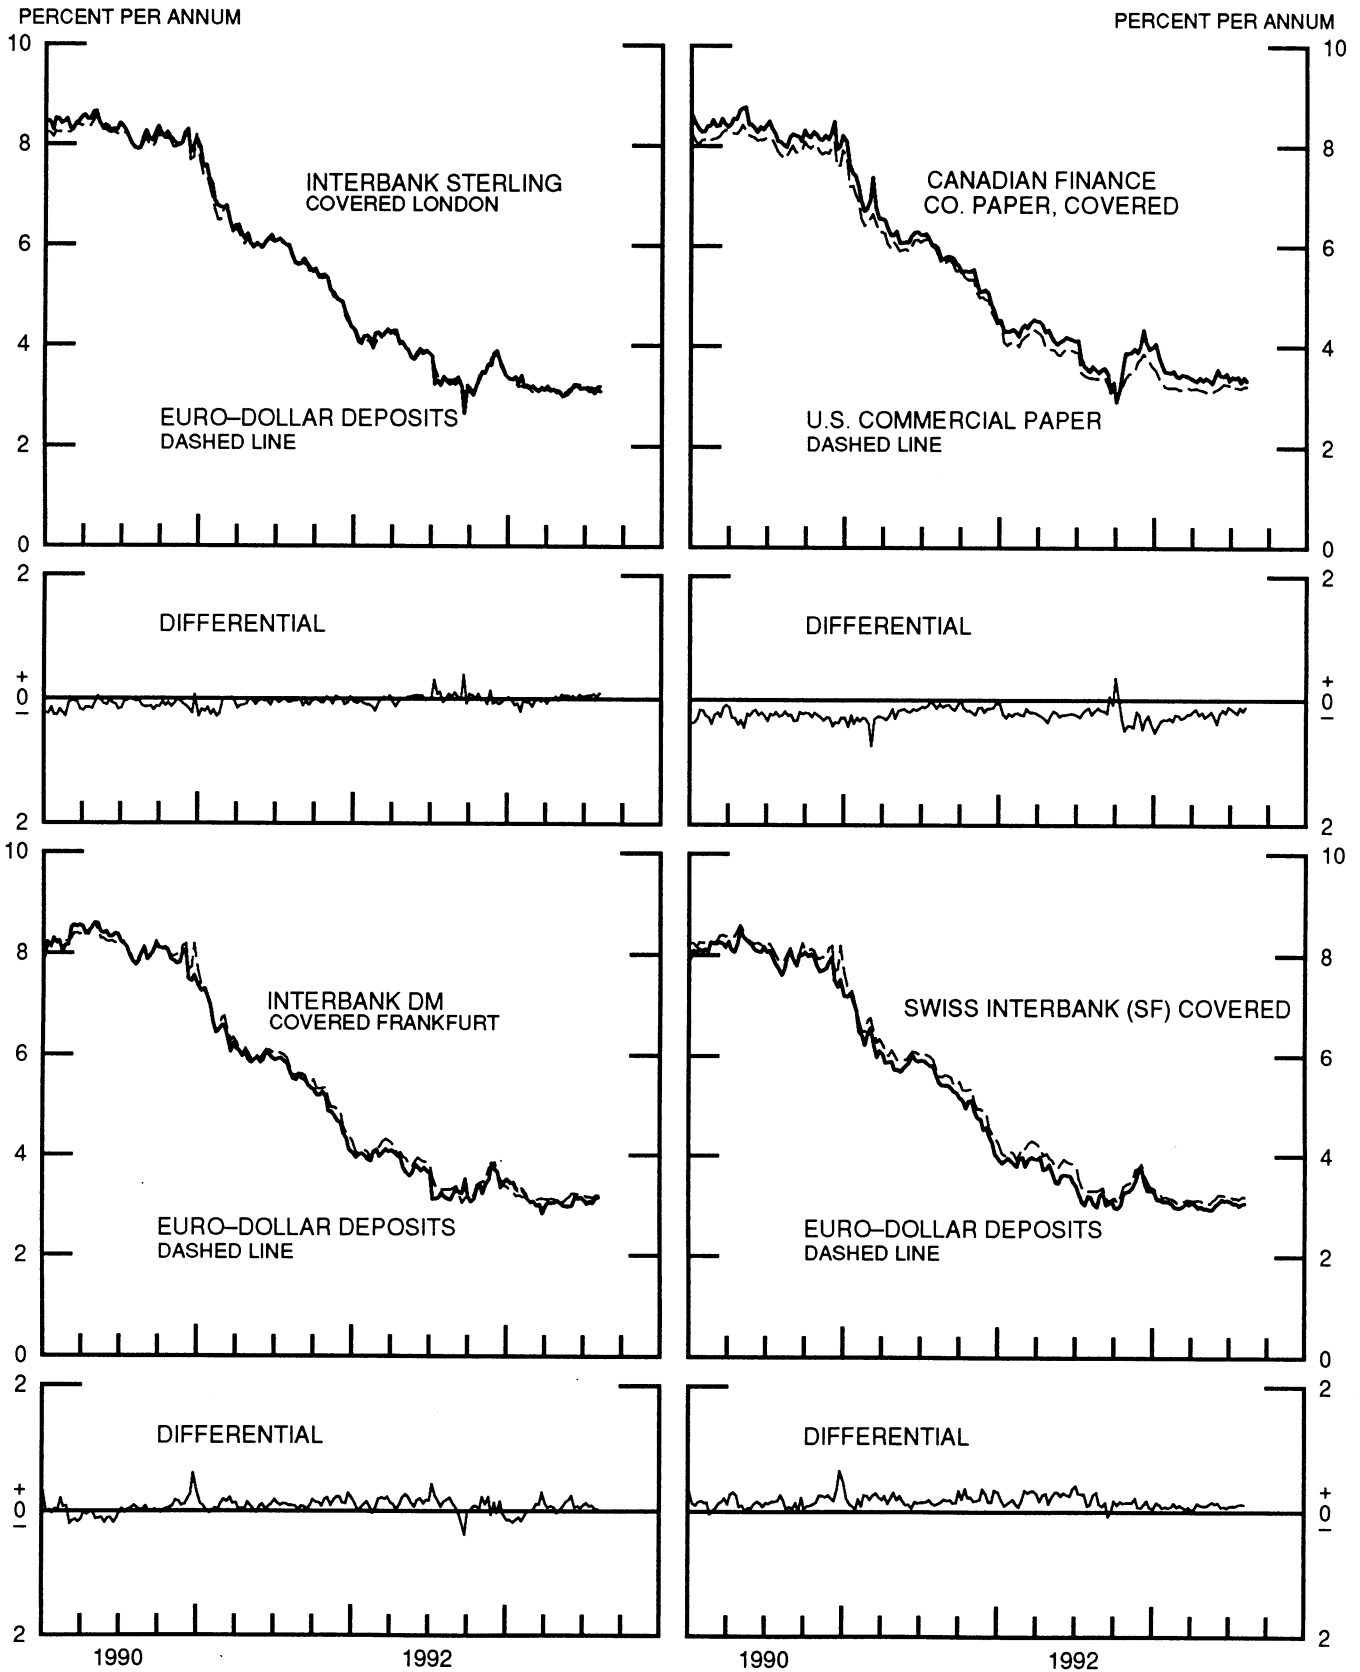 PERCENT PER ANNUM
10
8
6
4
2
0
INTERBANK STERLING
COVERED LONDON
EURO–DOLLAR DEPOSITS
DASHED LINE
2
+
0
–
2
DIFFERENTIAL
PERCENT PER ANNUM
10
8
6
4
2
0
CANADIAN FINANCE
CO. PAPER, COVERED
U.S. COMMERCIAL PAPER
DASHED LINE
2
+
0
–
2
DIFFERENTIAL
10
8
6
4
2
0
INTERBANK DM
COVERED FRANKFURT
EURO–DOLLAR DEPOSITS
DASHED LINE
2
+
0
–
2
DIFFERENTIAL
1990
1992
10
8
6
4
2
0
SWISS INTERBANK (SF) COVERED
EURO–DOLLAR DEPOSITS
DASHED LINE
2
+
0
–
2
DIFFERENTIAL
1990
1992